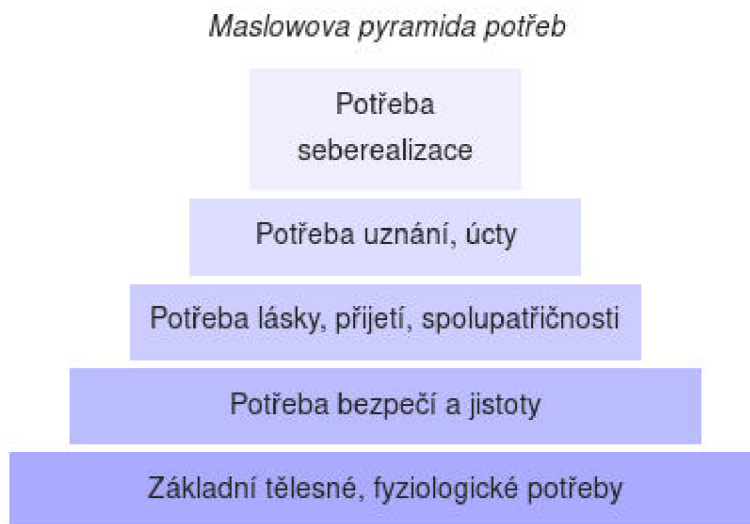 Maslowova pyramida potřeb
Potřeba
seberealizace
Potřeba uznání, úcty
Potřeba lásky, přijetí, spolupatřičnosti
Potřeba bezpečí a jistoty
Základní tělesné, fyziologické potřeby